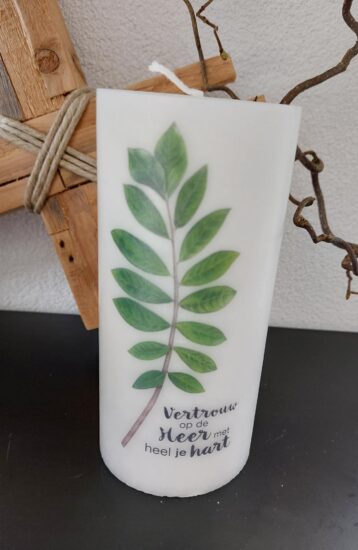 Vertrouw
op de
Heer met
heel je hart